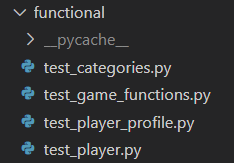 functional
__pycache__
test_categories.py
test_game_functions.py
test_player_profile.py
test_player.py